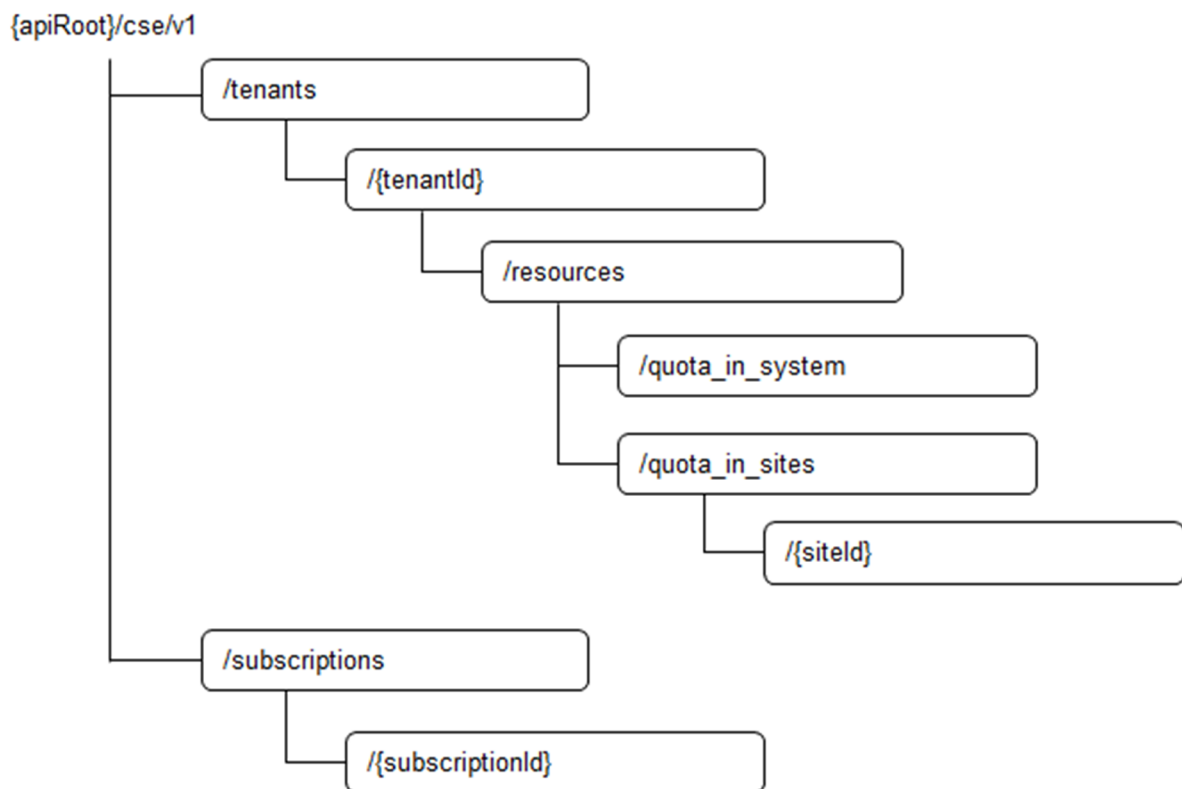 {apiRoot}/cse/v1
/tenants
/{tenantId}
/resources
/quota_in_system
/quota_in_sites
/{siteId}
/subscriptions
/{subscriptionId}